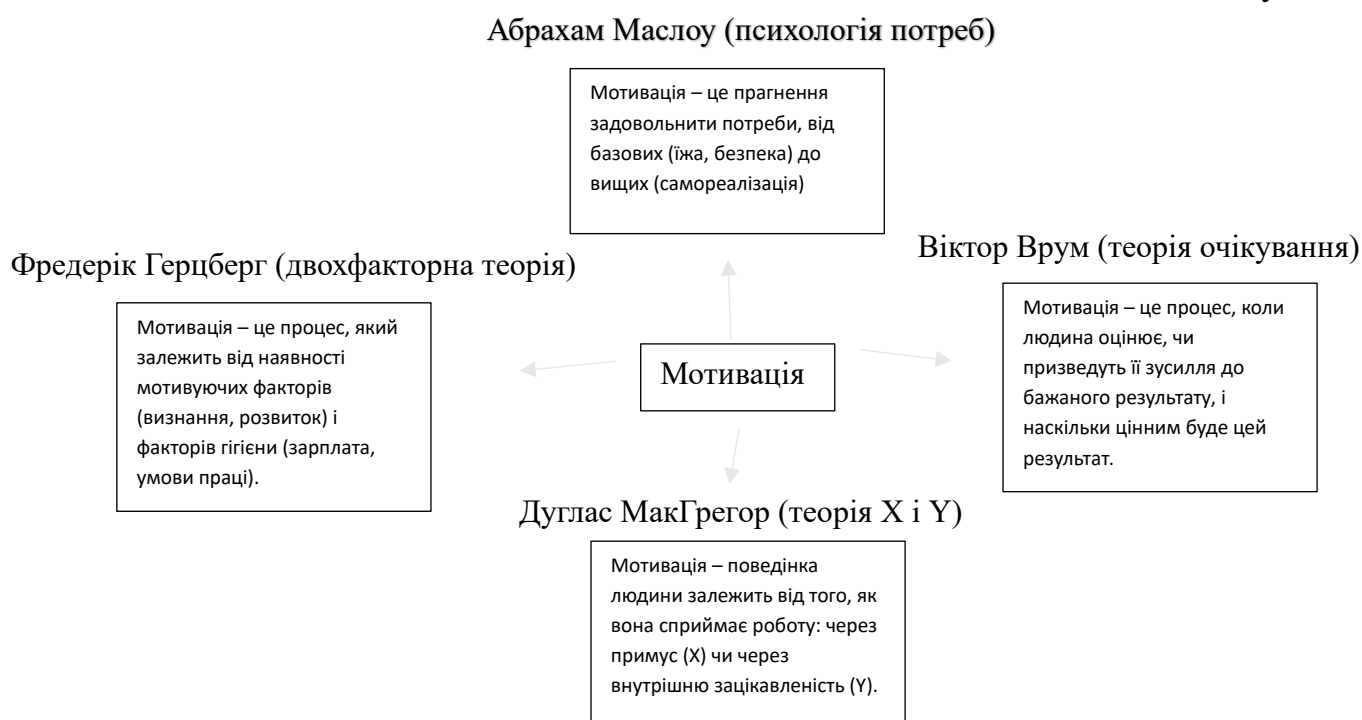 Абрахам Маслоу (психологія потреб)
Мотивація – це прагнення
задовольнити потреби, від
базових (їжа, безпека) до
вищих (самореалізація)
Фредерік Герцберг (двохфакторна теорія)
Мотивація – це процес, який
залежить від наявності
мотивуючих факторів
(визнання, розвиток) і
факторів гігієни (зарплата,
умови праці).
Віктор Врум (теорія очікування)
Мотивація – це процес, коли
людина оцінює, чи
призведуть її зусилля до
бажаного результату, і
наскільки цінним буде цей
результат.
Мотивація
Дуглас МакГрегор (теорія X і Y)
Мотивація – поведінка
людини залежить від того, як
вона сприймає роботу: через
примус (X) чи через
внутрішню зацікавленість (Y).